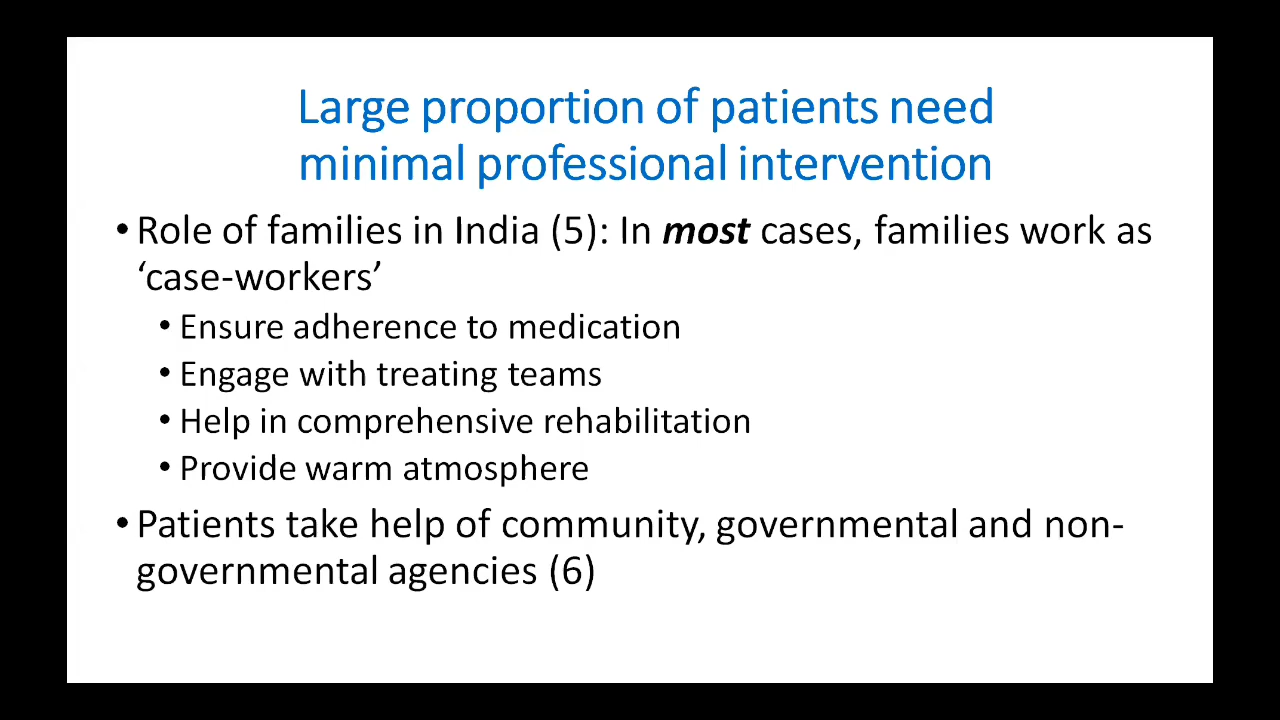 Large proportion of patients need
minimal professional intervention
• Role of families in India (5): In most cases, families work as
‘case-workers’
• Ensure adherence to medication
• Engage with treating teams
• Help in comprehensive rehabilitation
• Provide warm atmosphere
• Patients take help of community, governmental and non-
governmental agencies (6)